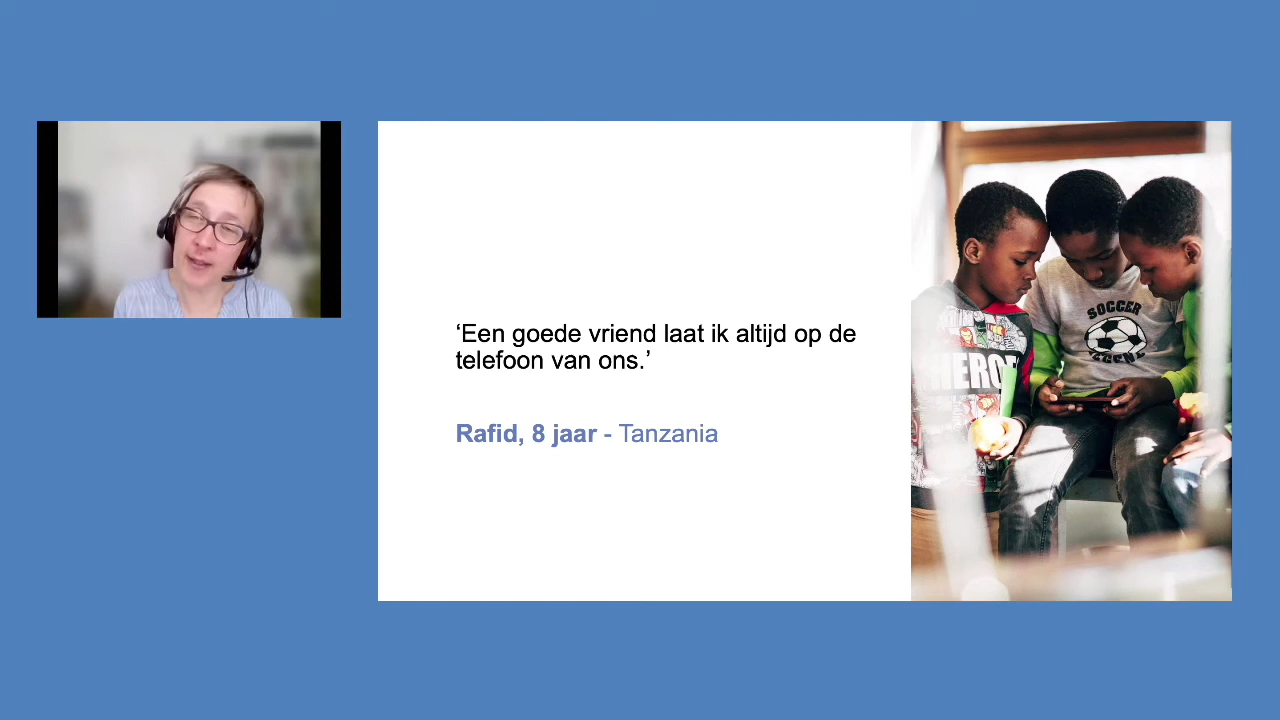 ‘Een goede vriend laat ik altijd op de
telefoon van ons.’
Rafid, 8 jaar - Tanzania
SOCCER
HERO